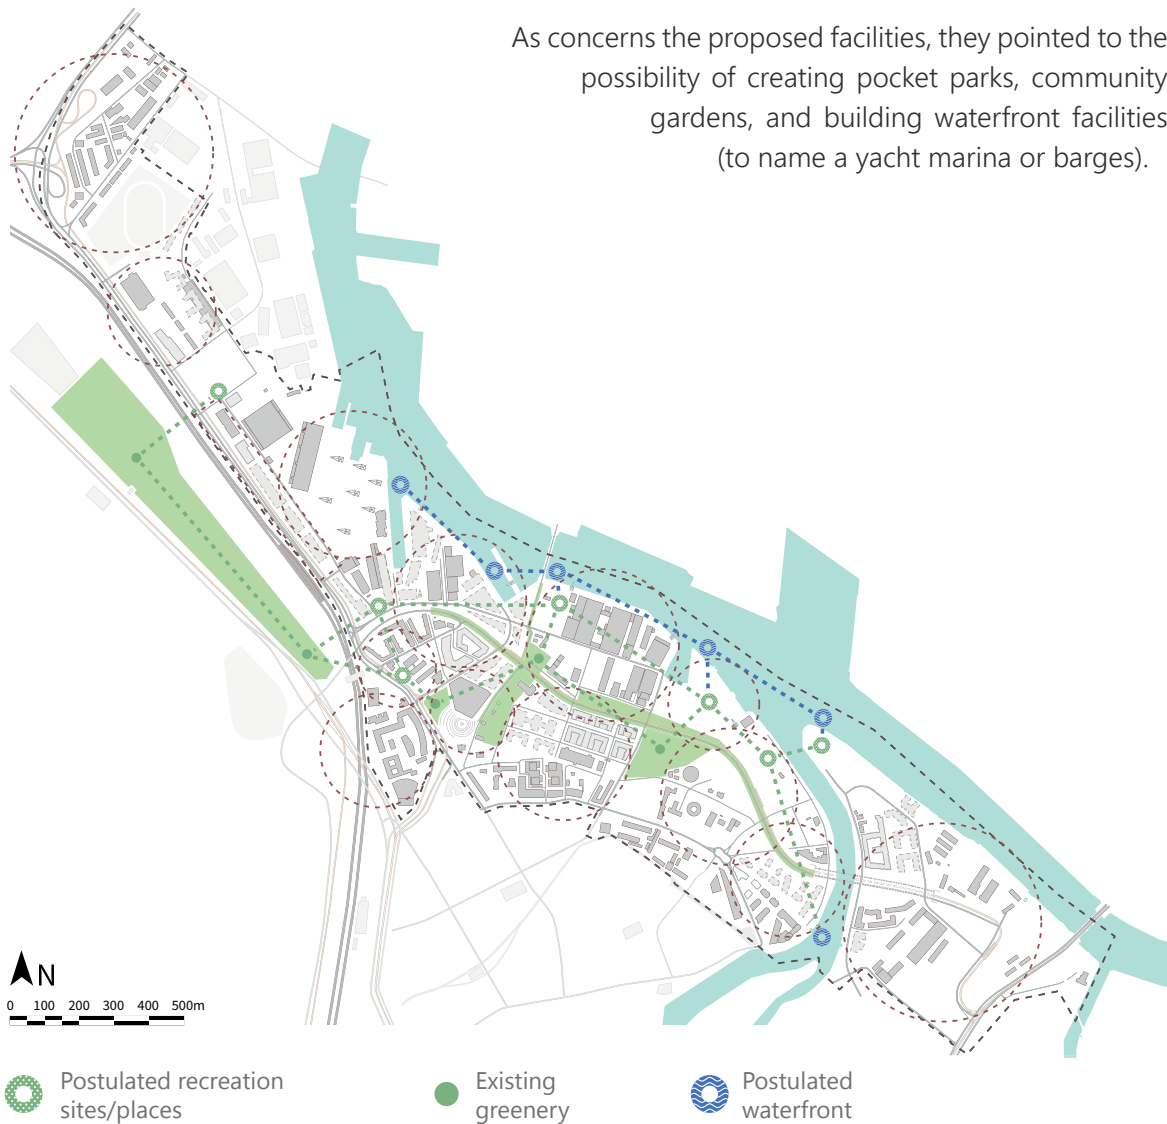 As concerns the proposed facilities, they pointed to the
possibility of creating pocket parks, community
gardens, and building waterfront facilities
(to name a yacht marina or barges).
N
0 100 200 300 400 500m
Postulated recreation
sites/places
Existing
greenery
Postulated
waterfront